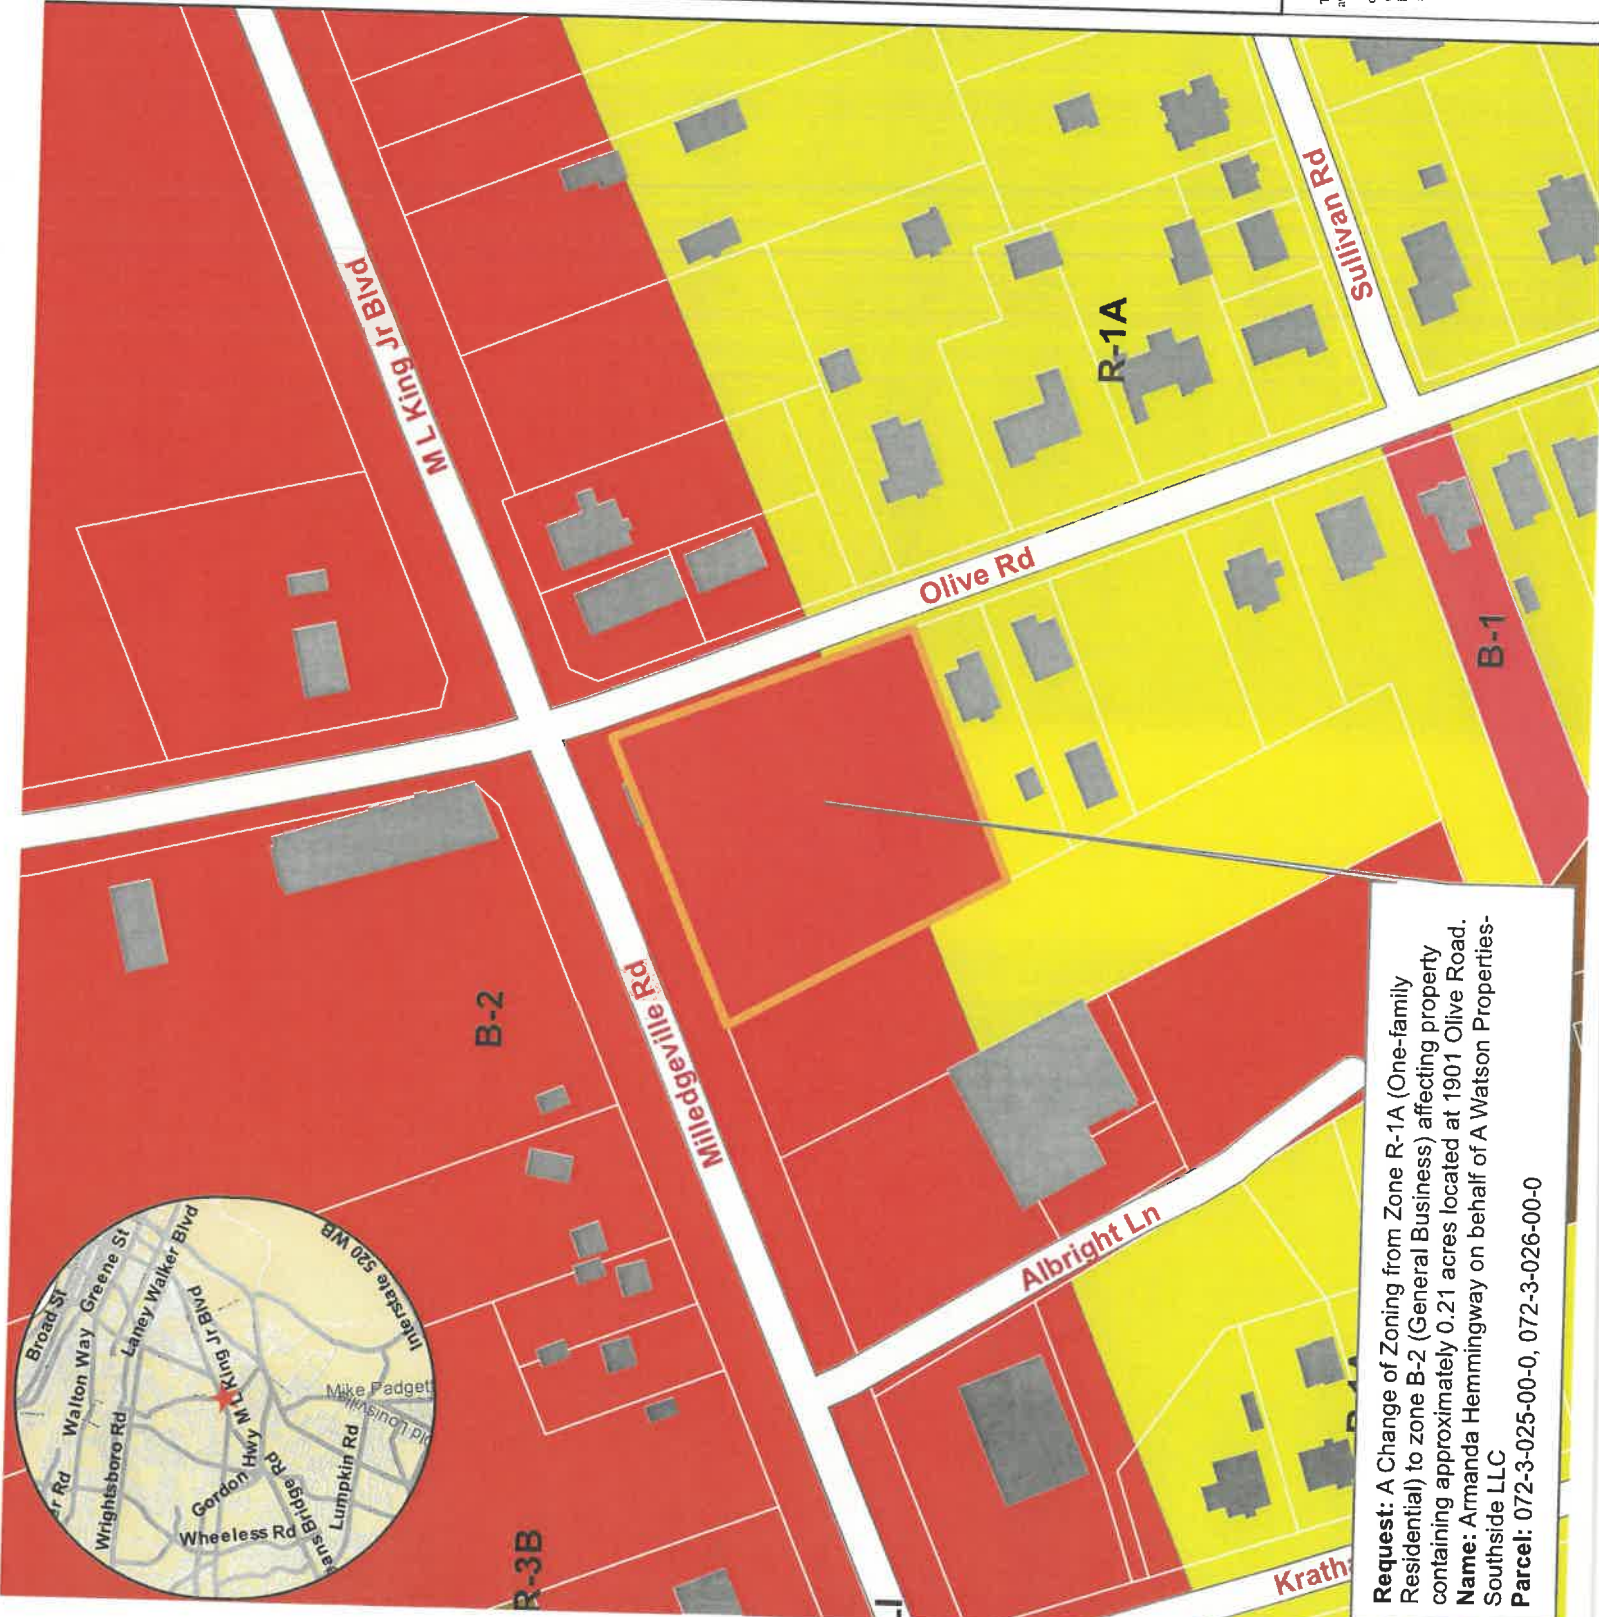 M L King Jr Blvd
Sullivan Rd
R-1A
Olive Rd
B-1
B-2
Milledgeville Rd
Albright Ln
R-3B
Broad St
Greene St
Walton Way
Laney Walker Blvd
M L King Jr Blvd
Interstate 520 WB
Wrightsboro Rd
Gordon Hwy
Mike Padgett
Wheeless Rd
Lumpkin Rd
Request: A Change of Zoning from Zone R-1A (One-family
Residential) to zone B-2 (General Business) affecting property
containing approximately 0.21 acres located at 1901 Olive Road.
Name: Armanda Hemmingway on behalf of A Watson Properties-
Southside LLC
Parcel: 072-3-025-00-0, 072-3-026-00-0